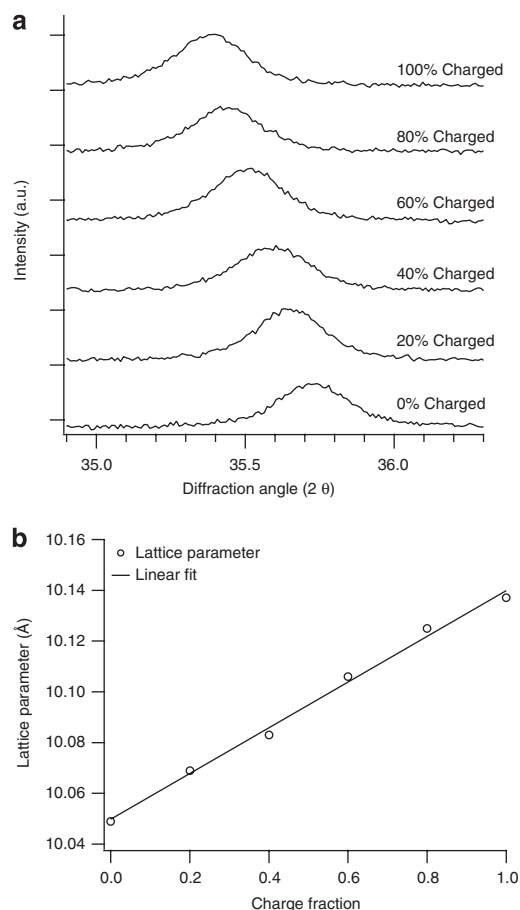 a
100% Charged
80% Charged
60% Charged
40% Charged
20% Charged
0% Charged
Intensity (a.u.)
35.0 35.5 36.0
Diffraction angle (2 θ)
b
Lattice parameter
Linear fit
10.16
10.14
10.12
10.10
10.08
10.06
10.04
Lattice parameter (Å)
0.0 0.2 0.4 0.6 0.8 1.0
Charge fraction